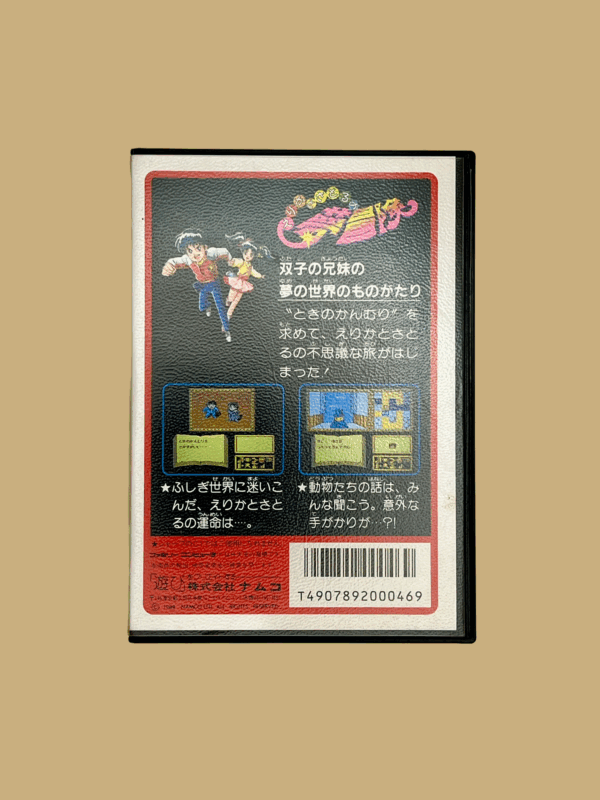 双子の兄妹の
夢の世界のものがたり
〝ときのかんむり〟を
求めて、えりかとさと
るの不思議な旅がはじ
まった!
★ふしぎ世界に迷いこ
んだ、えりかとさと
るの運命は…。
★動物たちの話は、み
んな聞こう。意外な
手がかりが…?!
「遊び」株式会社ナムコ
T4907892000469